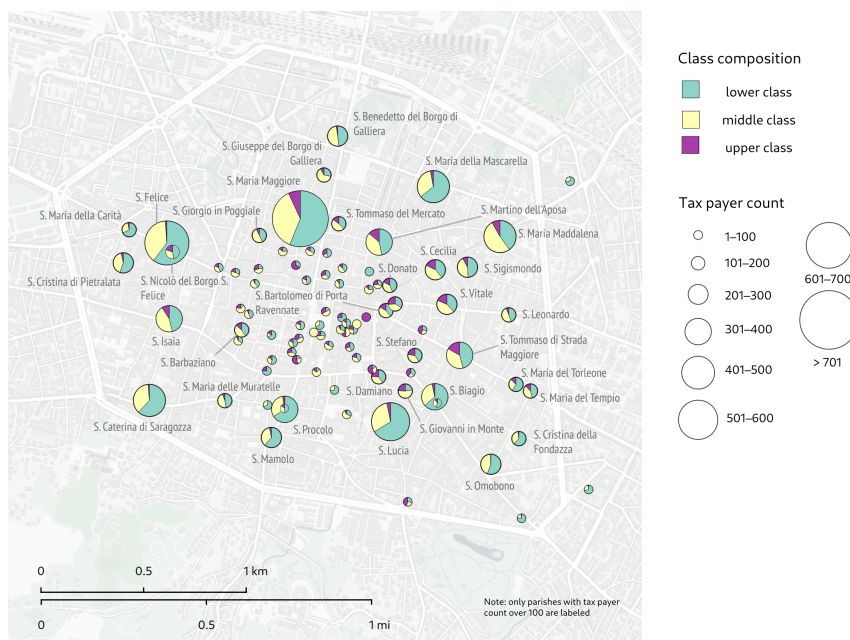 S. Benedetto del Borgo di
Galliera
S. Giuseppe del Borgo di
Galliera
S. Maria della Mascarella
S. Maria Maggiore
S. Felice
S. Giorgio in Poggiale
S. Maria della Carità
S. Tommaso del Mercato
S. Martino dell'Aposa
S. Maria Maddalena
S. Cecilia
S. Donato
S. Sigismondo
S. Cristina di Pietralata
S. Nicolò del Borgo S.
Felice
S. Bartolomeo di Porta
Ravennate
S. Vitale
S. Leonardo
S. Isaia
S. Stefano
S. Tommaso di Strada
Maggiore
S. Barbaziano
S. Maria del Torleone
S. Maria delle Muratelle
S. Damiano
S. Biagio
S. Maria del Tempio
S. Caterina di Saragozza
S. Procolo
S. Giovanni in Monte
S. Lucia
S. Cristina della
Fondazza
S. Mamolo
S. Omobono
Class composition
lower class
middle class
upper class
Tax payer count
1–100
101–200
201–300
301–400
401–500
501–600
601–700
> 701
0 0.5 1 km
0 0.5 1 mi
Note: only parishes with tax payer
count over 100 are labeled